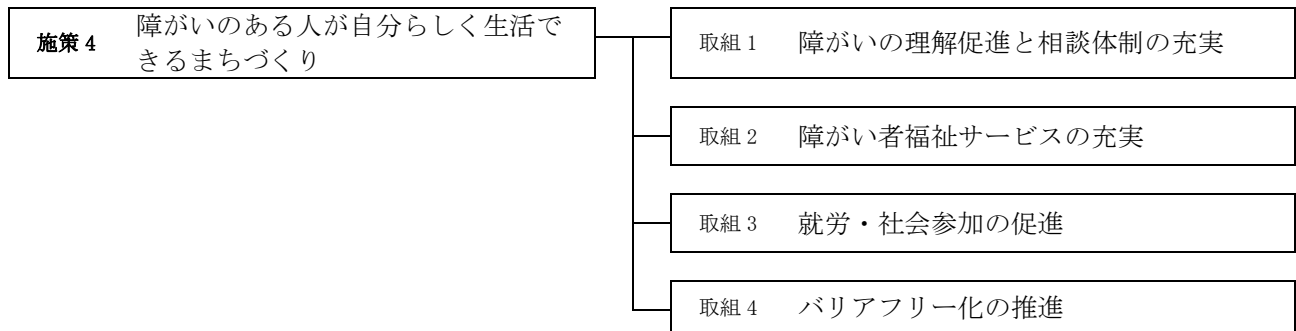 施策4 障がいのある人が自分らしく生活で
きるまちづくり
取組1 障がいの理解促進と相談体制の充実
取組2 障がい者福祉サービスの充実
取組3 就労・社会参加の促進
取組4 バリアフリー化の推進